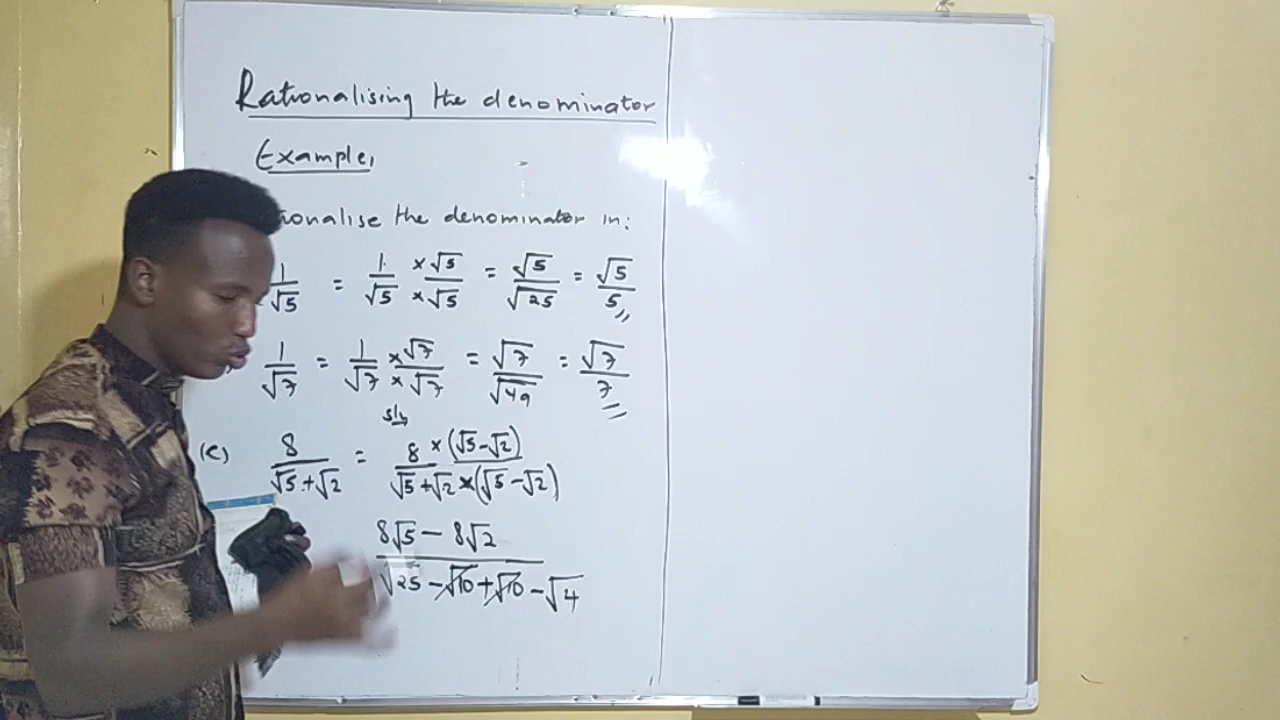 Rationalising the denominator
Example,
ionalise the denominator in:
1/√5 = 1/√5 ×√5/×√5 = √5/√25 = √5/5
1/√7 = 1/√7 ×√7/×√7 = √7/√49 = √7/7
(c) 8/√5+√2 = 8×(√5-√2)/√5+√2×(√5-√2)
8√5 - 8√2/√25 - √10 + √10 - √4